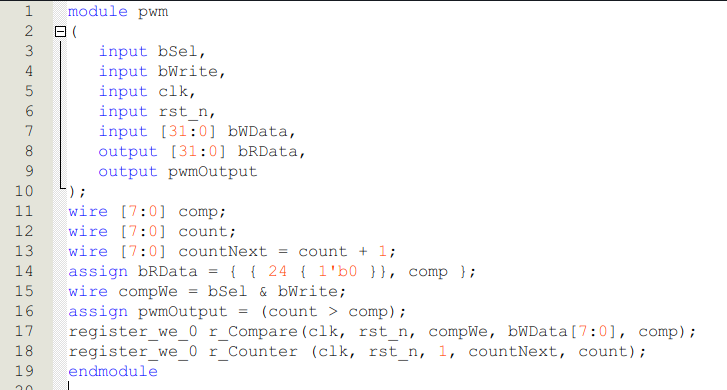 1 module pwm
2 (
3 input bSel,
4 input bWrite,
5 input clk,
6 input rst_n,
7 input [31:0] bWData,
8 output [31:0] bRData,
9 output pwmOutput
10 );
11 wire [7:0] comp;
12 wire [7:0] count;
13 wire [7:0] countNext = count + 1;
14 assign bRData = { { 24 { 1'b0 }}, comp };
15 wire compWe = bSel & bWrite;
16 assign pwmOutput = (count > comp);
17 register_we_0 r_Compare(clk, rst_n, compWe, bWData[7:0], comp);
18 register_we_0 r_Counter (clk, rst_n, 1, countNext, count);
19 endmodule